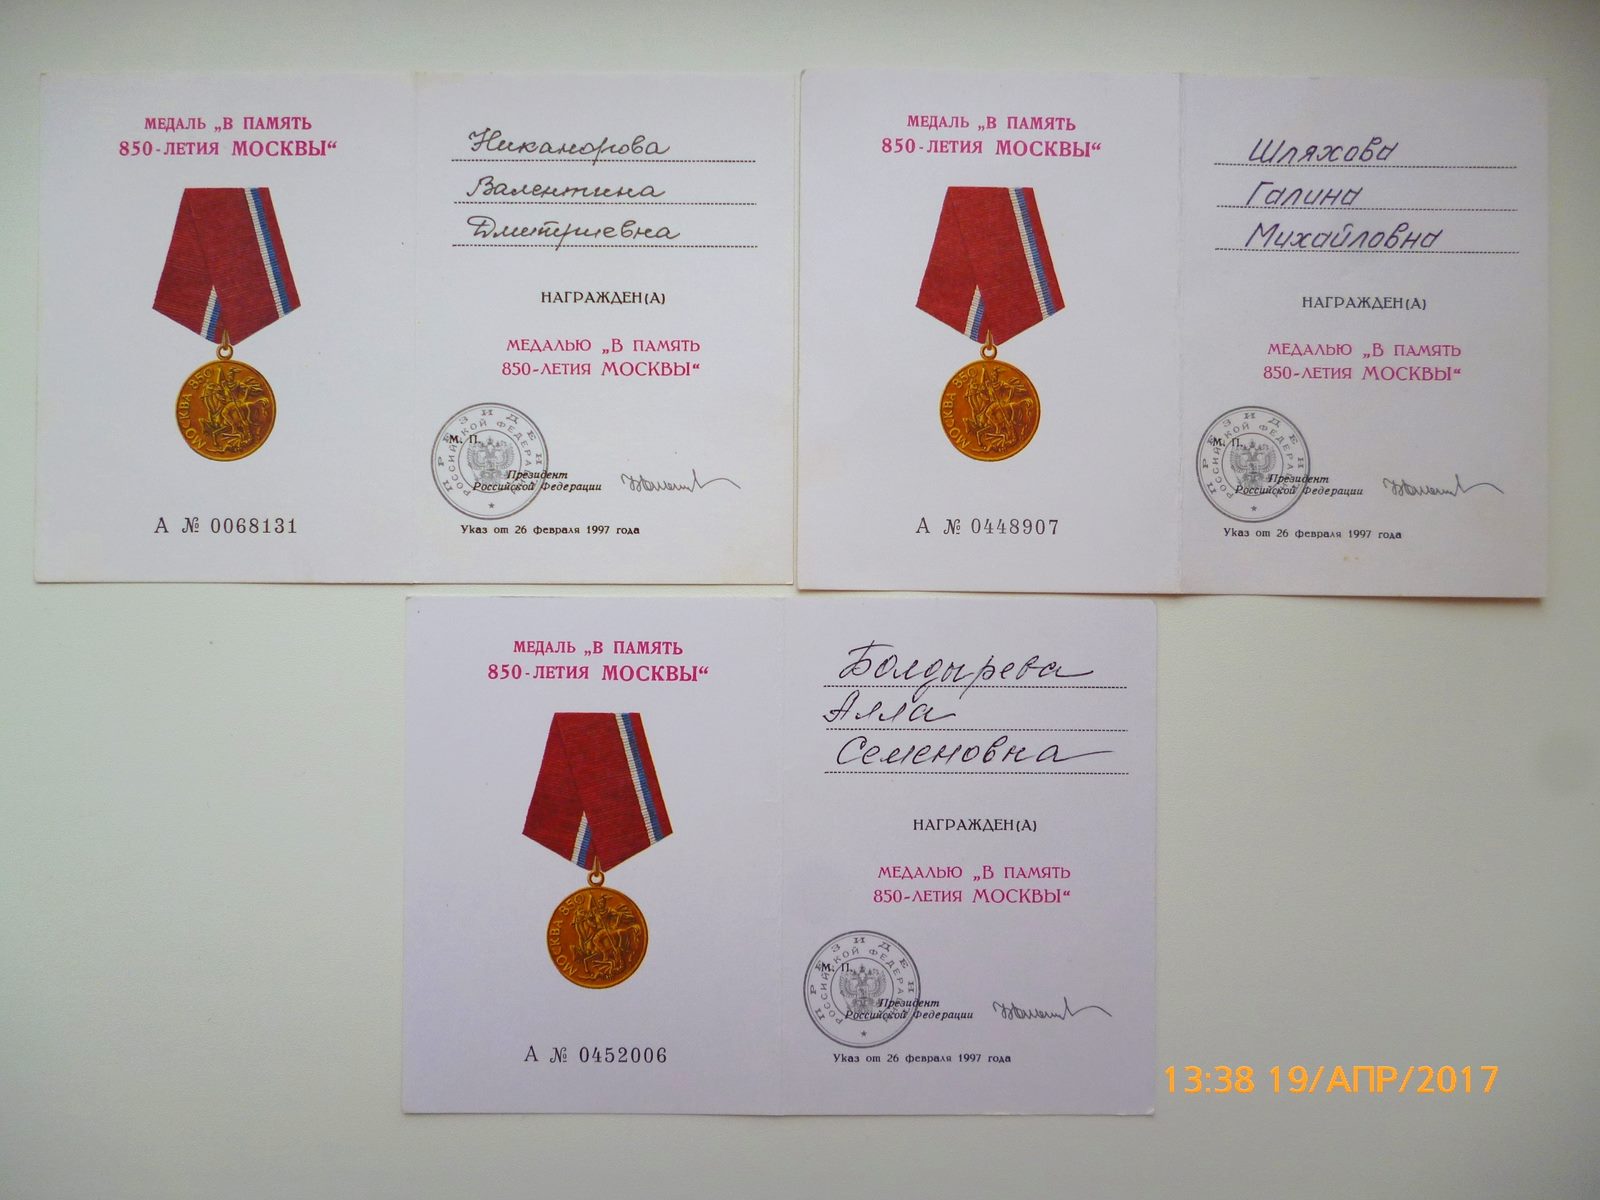 МЕДАЛЬ „В ПАМЯТЬ
850-ЛЕТИЯ МОСКВЫ“
МОСКВА 850
А № 0068131
Никанорова
Валентина
Дмитриевна
НАГРАЖДЕН(А)
МЕДАЛЬЮ „В ПАМЯТЬ
850-ЛЕТИЯ МОСКВЫ“
М. П.
Президент
Российской Федерации
Указ от 26 февраля 1997 года
МЕДАЛЬ „В ПАМЯТЬ
850-ЛЕТИЯ МОСКВЫ“
МОСКВА 850
А № 0448907
Шляхова
Галина
Михайловна
НАГРАЖДЕН(А)
МЕДАЛЬЮ „В ПАМЯТЬ
850-ЛЕТИЯ МОСКВЫ“
М. П.
Президент
Российской Федерации
Указ от 26 февраля 1997 года
МЕДАЛЬ „В ПАМЯТЬ
850-ЛЕТИЯ МОСКВЫ“
МОСКВА 850
А № 0452006
Болдырева
Алла
Семеновна
НАГРАЖДЕН(А)
МЕДАЛЬЮ „В ПАМЯТЬ
850-ЛЕТИЯ МОСКВЫ“
М. П.
Президент
Российской Федерации
Указ от 26 февраля 1997 года
13:38 19/АПР/2017